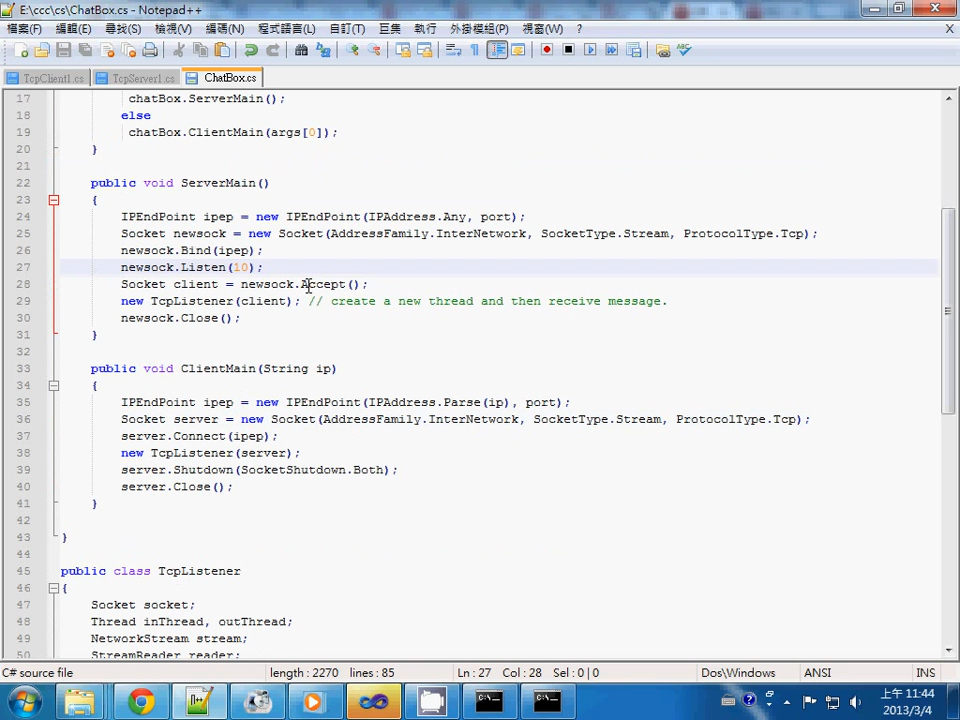 E:\ccc\cs\ChatBox.cs - Notepad++
檔案(F) 編輯(E) 尋找(S) 檢視(V) 編碼(N) 程式語言(L) 自訂(T) 巨集 執行 外掛模組(P) 視窗(W) ? X
TcpClient1.cs TcpServer1.cs ChatBox.cs
17 chatBox.ServerMain();
18 else
19 chatBox.ClientMain(args[0]);
20 }
21
22 public void ServerMain()
23 {
24 IPEndPoint ipep = new IPEndPoint(IPAddress.Any, port);
25 Socket newsock = new Socket(AddressFamily.InterNetwork, SocketType.Stream, ProtocolType.Tcp);
26 newsock.Bind(ipep);
27 newsock.Listen(10);
28 Socket client = newsock.Accept();
29 new TcpListener(client); // create a new thread and then receive message.
30 newsock.Close();
31 }
32
33 public void ClientMain(String ip)
34 {
35 IPEndPoint ipep = new IPEndPoint(IPAddress.Parse(ip), port);
36 Socket server = new Socket(AddressFamily.InterNetwork, SocketType.Stream, ProtocolType.Tcp);
37 server.Connect(ipep);
38 new TcpListener(server);
39 server.Shutdown(SocketShutdown.Both);
40 server.Close();
41 }
42
43 }
44
45 public class TcpListener
46 {
47 Socket socket;
48 Thread inThread, outThread;
49 NetworkStream stream;
50 StreamReader reader;
C# source file length : 2270 lines : 85 Ln : 27 Col : 28 Sel : 0 | 0 Dos\Windows ANSI INS
上午 11:44
2013/3/4